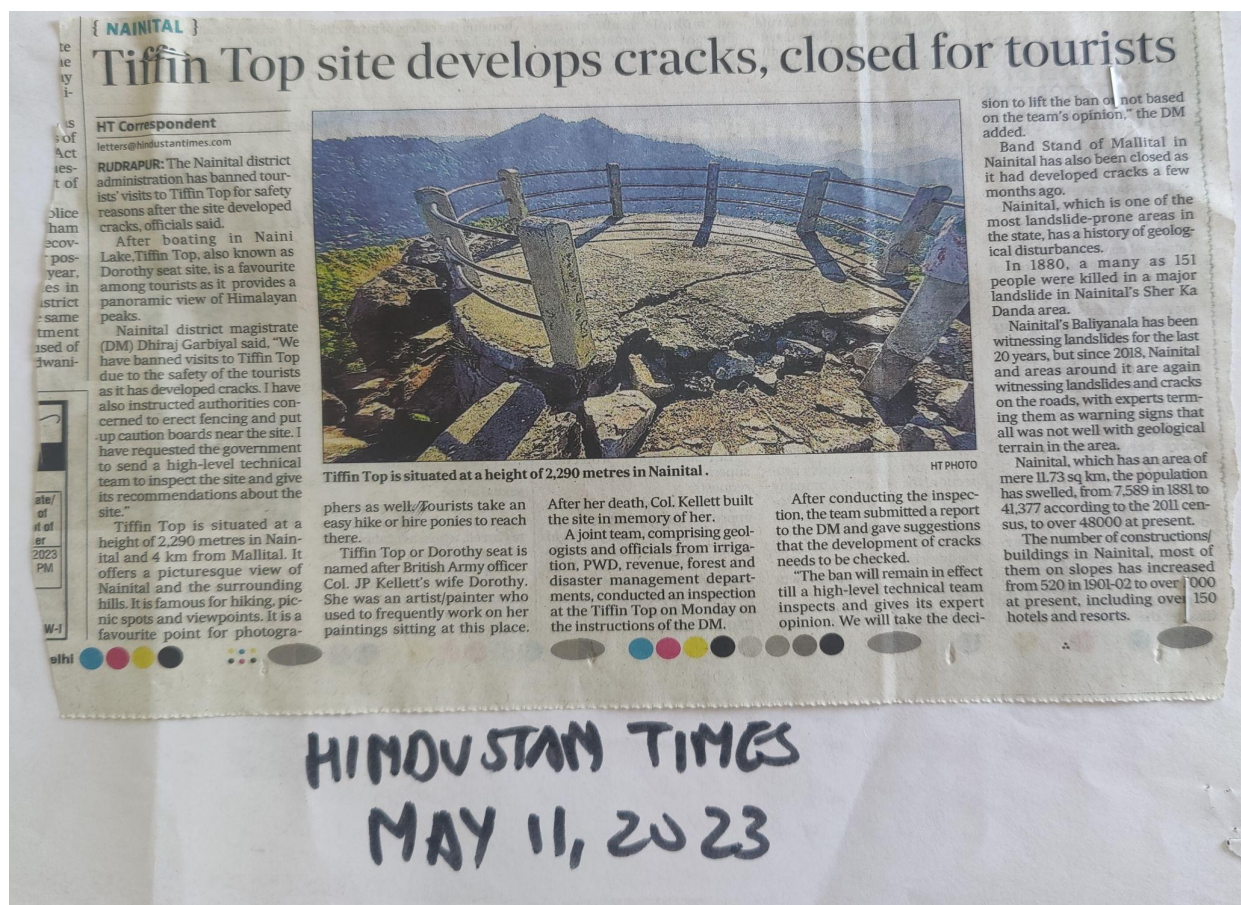 { NAINITAL }
Tiffin Top site develops cracks, closed for tourists
HT Correspondent
letters@hindustantimes.com
RUDRAPUR: The Nainital district
administration has banned tour-
ists' visits to Tiffin Top for safety
reasons after the site developed
cracks, officials said.
After boating in Naini
Lake,Tiffin Top, also known as
Dorothy seat site, is a favourite
among tourists as it provides a
panoramic view of Himalayan
peaks.
Nainital district magistrate
(DM) Dhiraj Garbiyal said, "We
have banned visits to Tiffin Top
due to the safety of the tourists
as it has developed cracks. I have
also instructed authorities con-
cerned to erect fencing and put
up caution boards near the site. I
have requested the government
to send a high-level technical
team to inspect the site and give
its recommendations about the
site."
Tiffin Top is situated at a
height of 2,290 metres in Nain-
ital and 4 km from Mallital. It
offers a picturesque view of
Nainital and the surrounding
hills. It is famous for hiking, pic-
nic spots and viewpoints. It is a
favourite point for photogra-
HT PHOTO
Tiffin Top is situated at a height of 2,290 metres in Nainital .
phers as well. Tourists take an
easy hike or hire ponies to reach
there.
Tiffin Top or Dorothy seat is
named after British Army officer
Col. JP Kellett's wife Dorothy.
She was an artist/painter who
used to frequently work on her
paintings sitting at this place.
After her death, Col. Kellett built
the site in memory of her.
A joint team, comprising geol-
ogists and officials from irriga-
tion, PWD, revenue, forest and
disaster management depart-
ments, conducted an inspection
at the Tiffin Top on Monday on
the instructions of the DM.
After conducting the inspec-
tion, the team submitted a report
to the DM and gave suggestions
that the development of cracks
needs to be checked.
"The ban will remain in effect
till a high-level technical team
inspects and gives its expert
opinion. We will take the deci-
sion to lift the ban or not based
on the team's opinion," the DM
added.
Band Stand of Mallital in
Nainital has also been closed as
it had developed cracks a few
months ago.
Nainital, which is one of the
most landslide-prone areas in
the state, has a history of geolog-
ical disturbances.
In 1880, a many as 151
people were killed in a major
landslide in Nainital's Sher Ka
Danda area.
Nainital's Baliyanala has been
witnessing landslides for the last
20 years, but since 2018, Nainital
and areas around it are again
witnessing landslides and cracks
on the roads, with experts term-
ing them as warning signs that
all was not well with geological
terrain in the area.
Nainital, which has an area of
mere 11.73 sq km, the population
has swelled, from 7,589 in 1881 to
41,377 according to the 2011 cen-
sus, to over 48000 at present.
The number of constructions/
buildings in Nainital, most of
them on slopes has increased
from 520 in 1901-02 to over
at present, including over 150
hotels and resorts.
HINDUSTAN TIMES
MAY 11, 2023